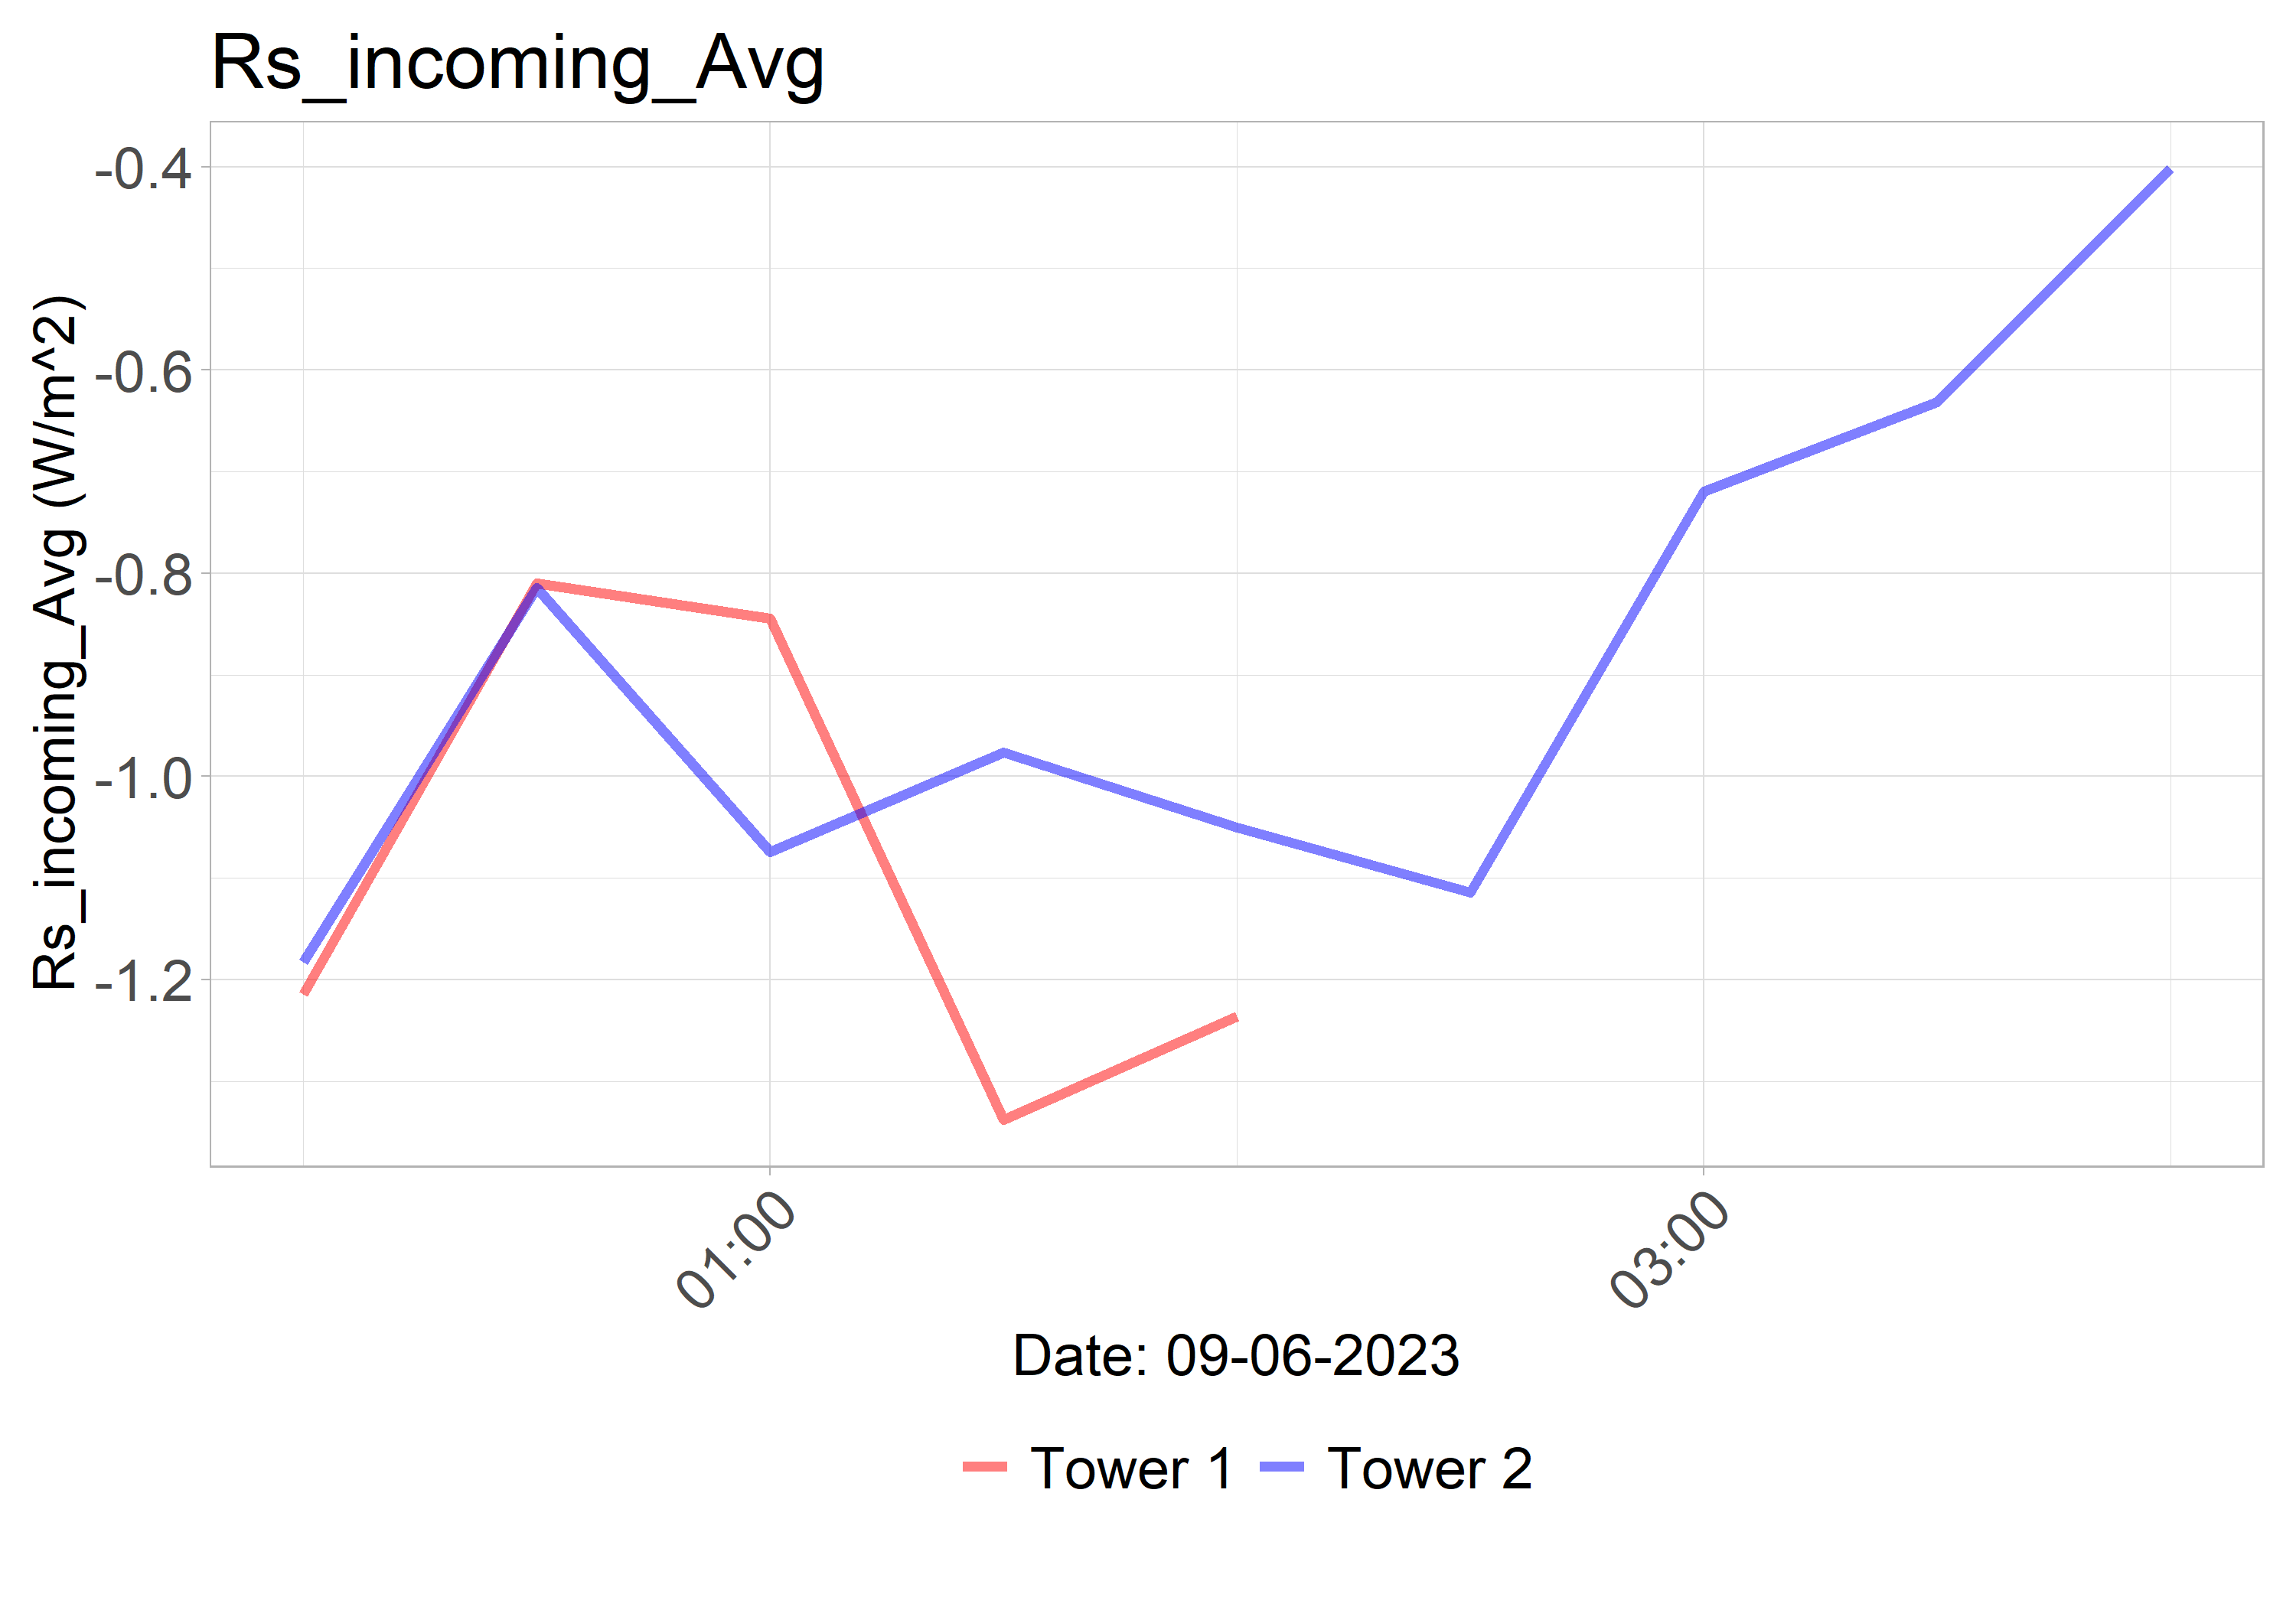 Rs_incoming_Avg
Rs_incoming_Avg (W/m^2)
-0.4
-0.6
-0.8
-1.0
-1.2
01:00
03:00
Date: 09-06-2023
Tower 1
Tower 2